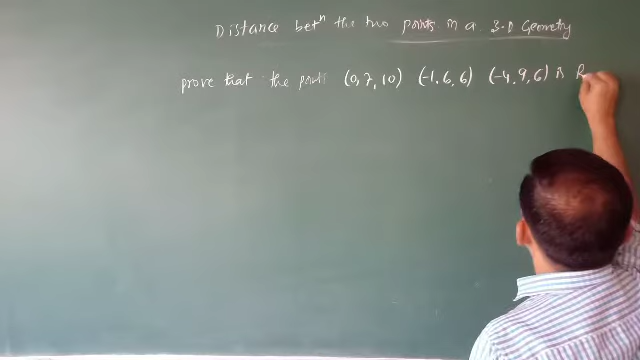 Distance betⁿ the two points in a 3-D Geometry
prove that the points (0,7,10) (-1,6,6) (-4,9,6) is R